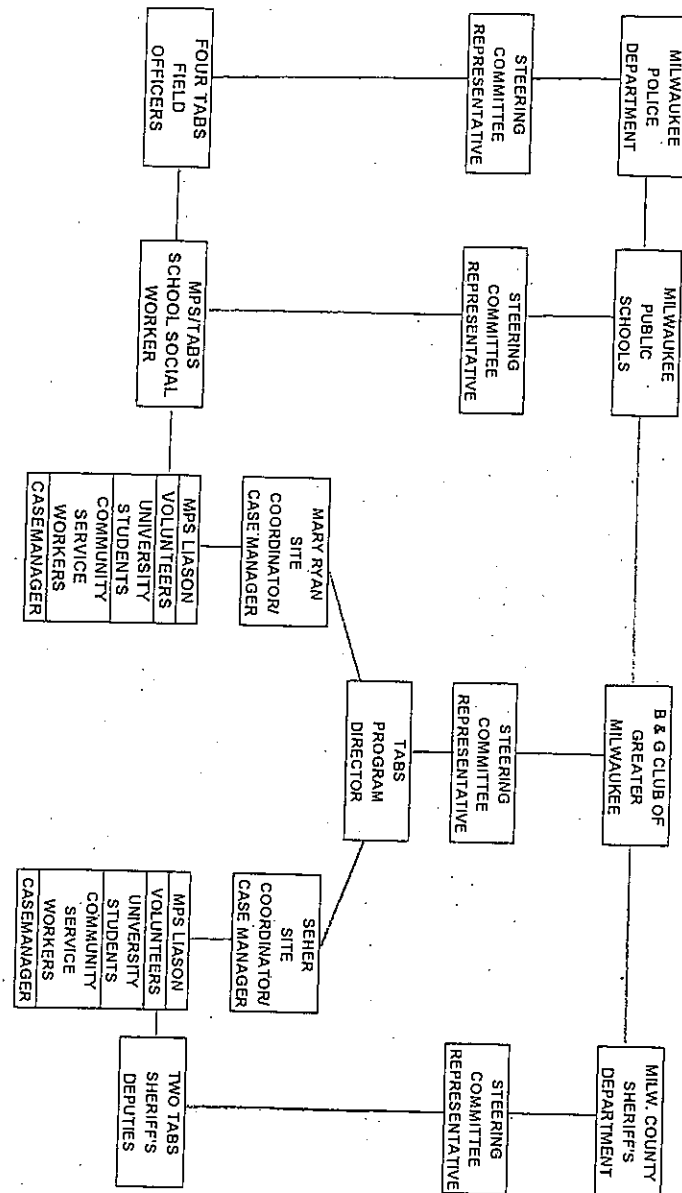 MILWAUKEE
POLICE
DEPARTMENT
MILWAUKEE
PUBLIC
SCHOOLS
B & G CLUB OF
GREATER
MILWAUKEE
MILW. COUNTY
SHERIFF'S
DEPARTMENT
STEERING
COMMITTEE
REPRESENTATIVE
STEERING
COMMITTEE
REPRESENTATIVE
STEERING
COMMITTEE
REPRESENTATIVE
STEERING
COMMITTEE
REPRESENTATIVE
TABS
PROGRAM
DIRECTOR
MARY RYAN
SITE
COORDINATOR/
CASE MANAGER
SEHER
SITE
COORDINATOR/
CASE MANAGER
FOUR TABS
FIELD
OFFICERS
MPS/TABS
SCHOOL SOCIAL
WORKER
MPS LIASON
VOLUNTEERS
UNIVERSITY
STUDENTS
COMMUNITY
SERVICE
WORKERS
CASEMANAGER
MPS LIASON
VOLUNTEERS
UNIVERSITY
STUDENTS
COMMUNITY
SERVICE
WORKERS
CASEMANAGER
TWO TABS
SHERIFF'S
DEPUTIES